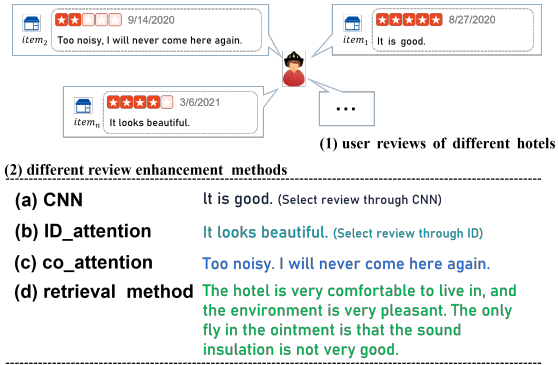 9/14/2020
Too noisy, I will never come here again.
item2
8/27/2020
It is good.
item1
3/6/2021
It looks beautiful.
itemn
...
(1) user reviews of different hotels
(2) different review enhancement methods
(a) CNN
It is good. (Select review through CNN)
(b) ID_attention
It looks beautiful. (Select review through ID)
(c) co_attention
Too noisy. I will never come here again.
(d) retrieval method
The hotel is very comfortable to live in, and
the environment is very pleasant. The only
fly in the ointment is that the sound
insulation is not very good.